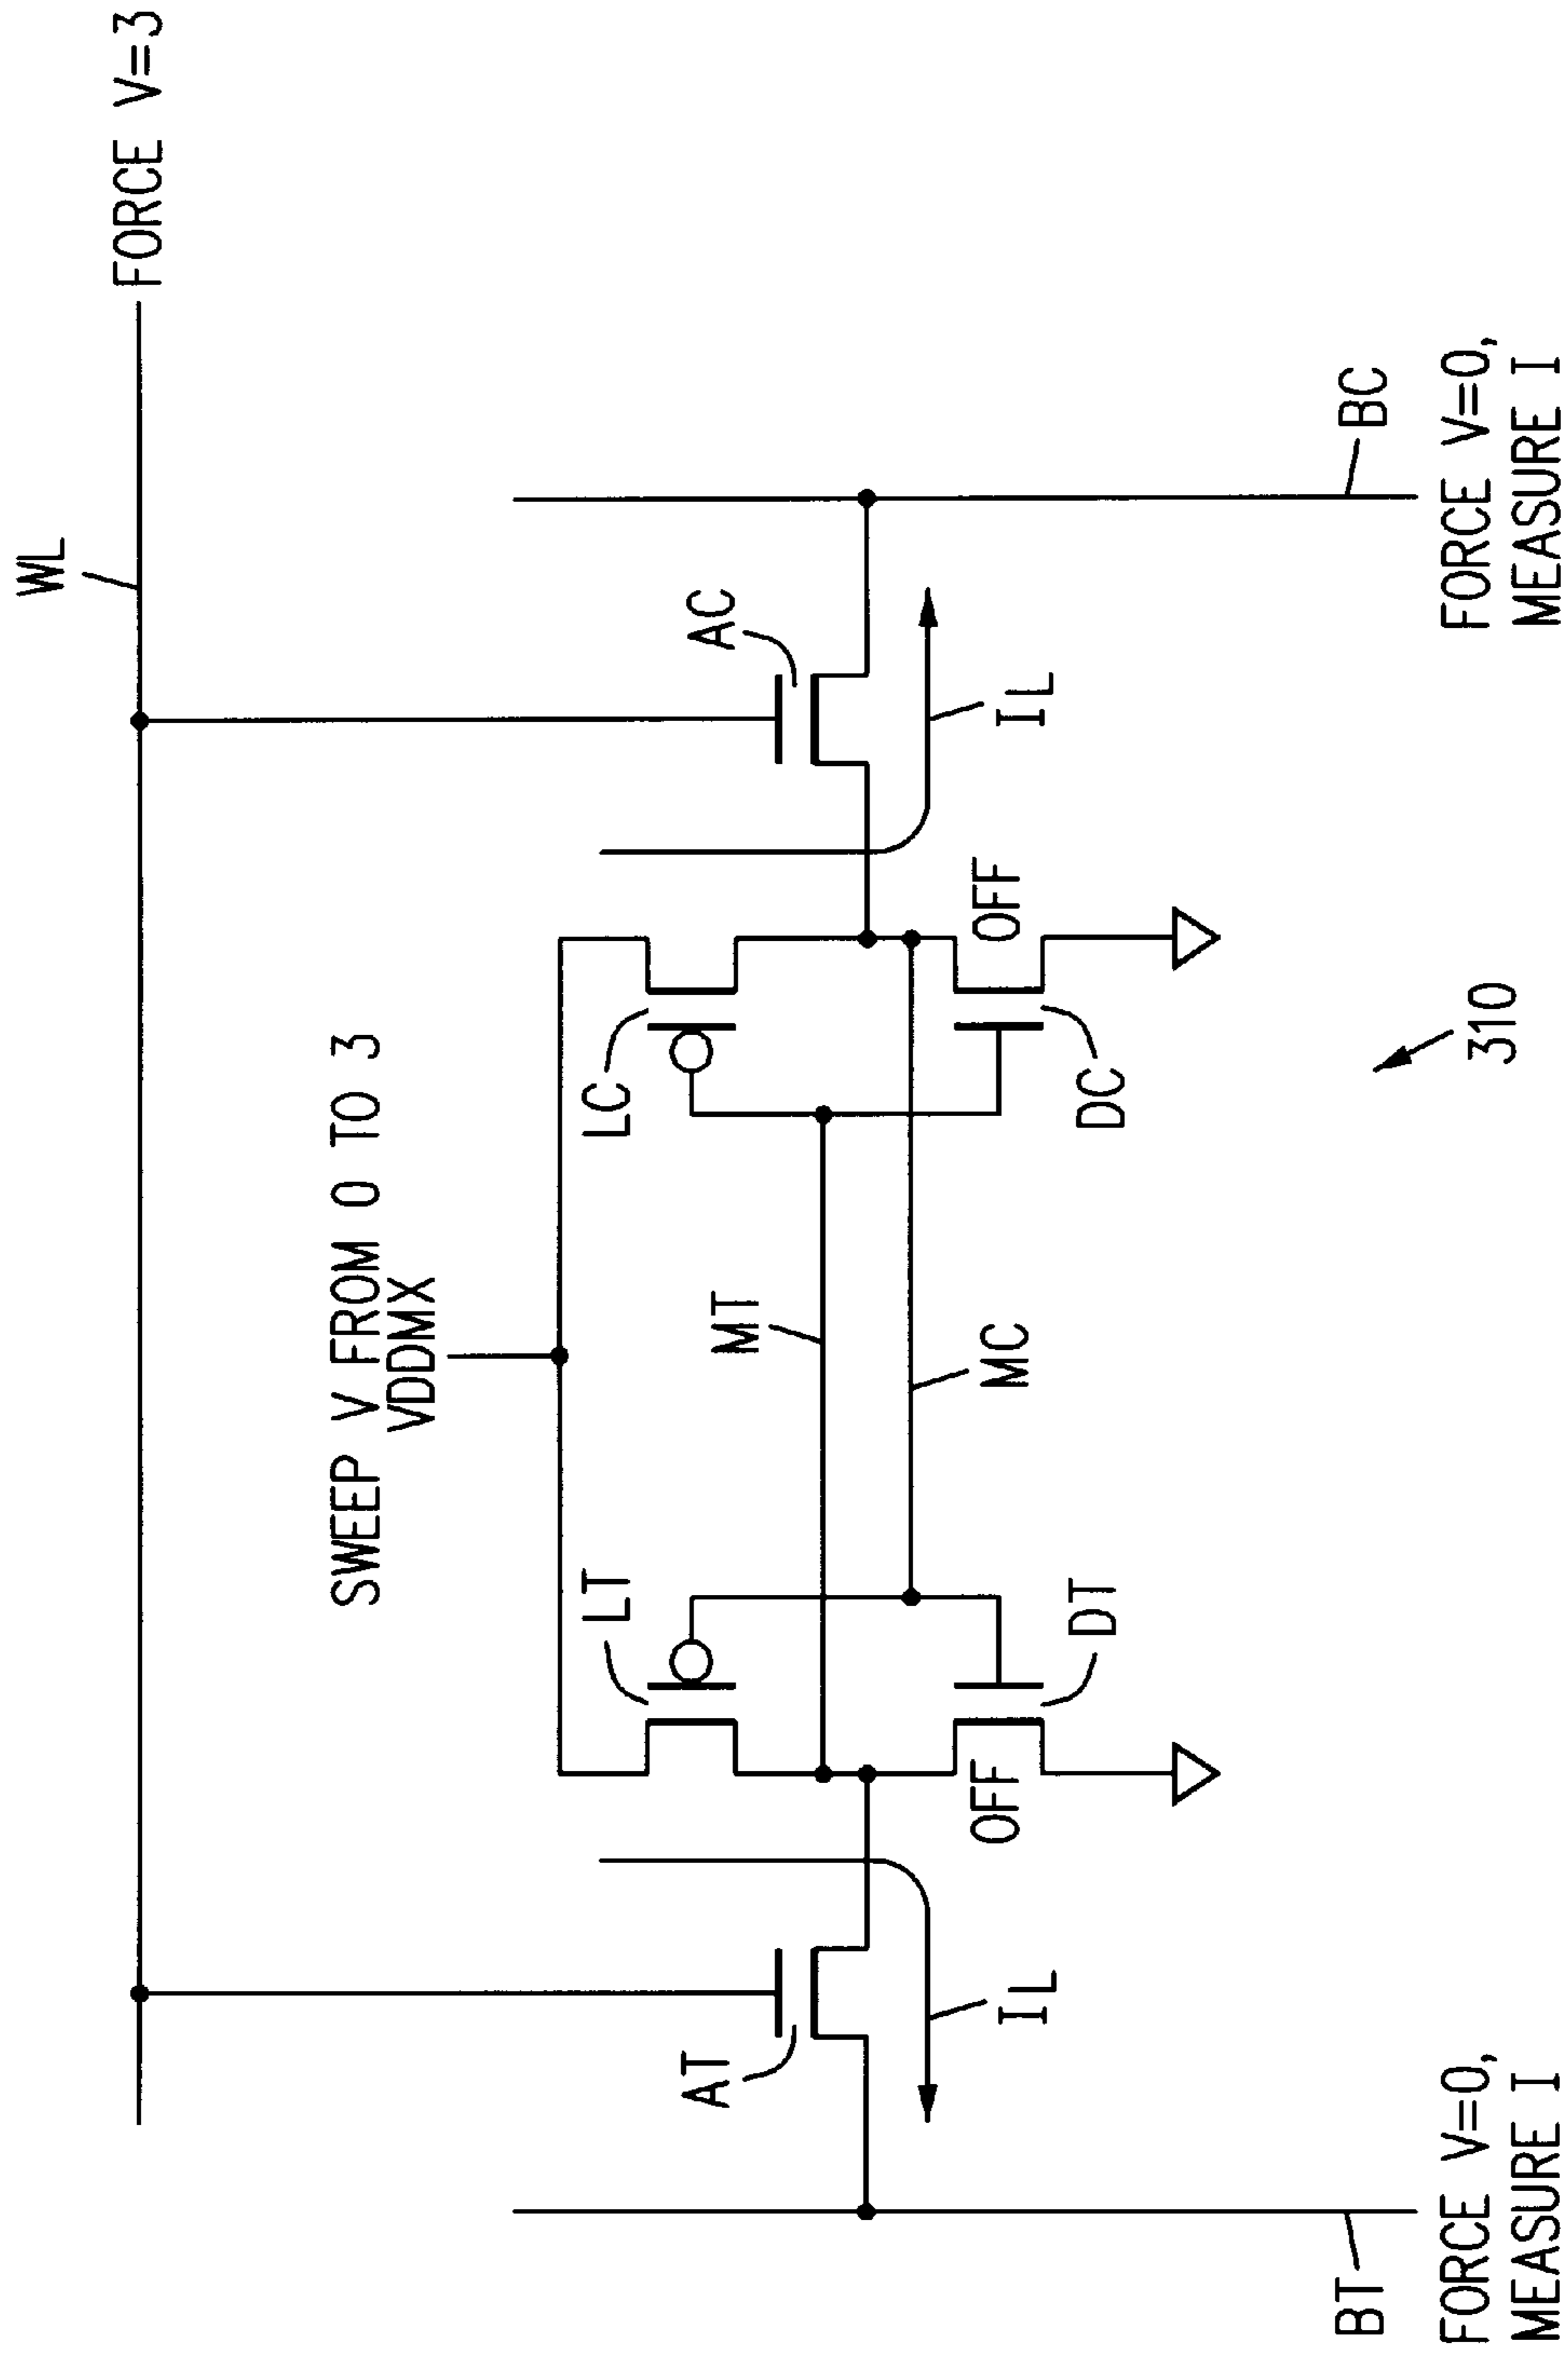 WL
FORCE V=3
SWEEP V FROM 0 TO 3
VDDMX
AT
LT
MT
LC
AC
IL
OFF
DT
MC
OFF
DC
IL
BT
BC
FORCE V=0,
MEASURE I
310
FORCE V=0,
MEASURE I